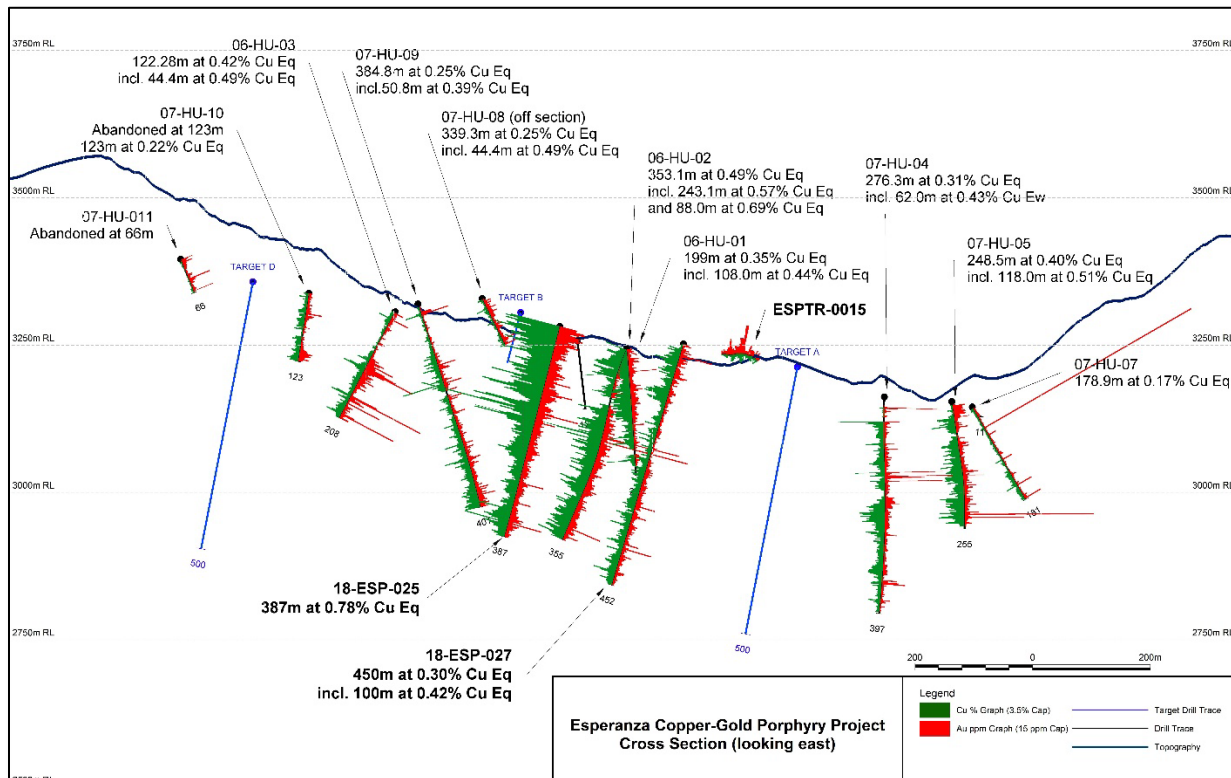 3750m RL
3750m RL
06-HU-03
122.28m at 0.42% Cu Eq
incl. 44.4m at 0.49% Cu Eq
07-HU-09
384.8m at 0.25% Cu Eq
incl.50.8m at 0.39% Cu Eq
07-HU-10
Abandoned at 123m
123m at 0.22% Cu Eq
07-HU-08 (off section)
339.3m at 0.25% Cu Eq
incl. 44.4m at 0.49% Cu Eq
06-HU-02
353.1m at 0.49% Cu Eq
incl. 243.1m at 0.57% Cu Eq
and 88.0m at 0.69% Cu Eq
07-HU-04
276.3m at 0.31% Cu Eq
incl. 62.0m at 0.43% Cu Ew
3500m RL
3500m RL
07-HU-011
Abandoned at 66m
06-HU-01
199m at 0.35% Cu Eq
incl. 108.0m at 0.44% Cu Eq
07-HU-05
248.5m at 0.40% Cu Eq
incl. 118.0m at 0.51% Cu Eq
TARGET D
TARGET B
ESPTR-0015
66
3250m RL
3250m RL
TARGET A
07-HU-07
178.9m at 0.17% Cu Eq
123
208
11
3000m RL
3000m RL
401
181
387
355
255
500
18-ESP-025
387m at 0.78% Cu Eq
452
397
2750m RL
2750m RL
500
18-ESP-027
450m at 0.30% Cu Eq
incl. 100m at 0.42% Cu Eq
200
0
200m
Esperanza Copper-Gold Porphyry Project
Cross Section (looking east)
Legend
Cu % Graph (3.5% Cap)
Au ppm Graph (15 ppm Cap)
Target Drill Trace
Drill Trace
Topography